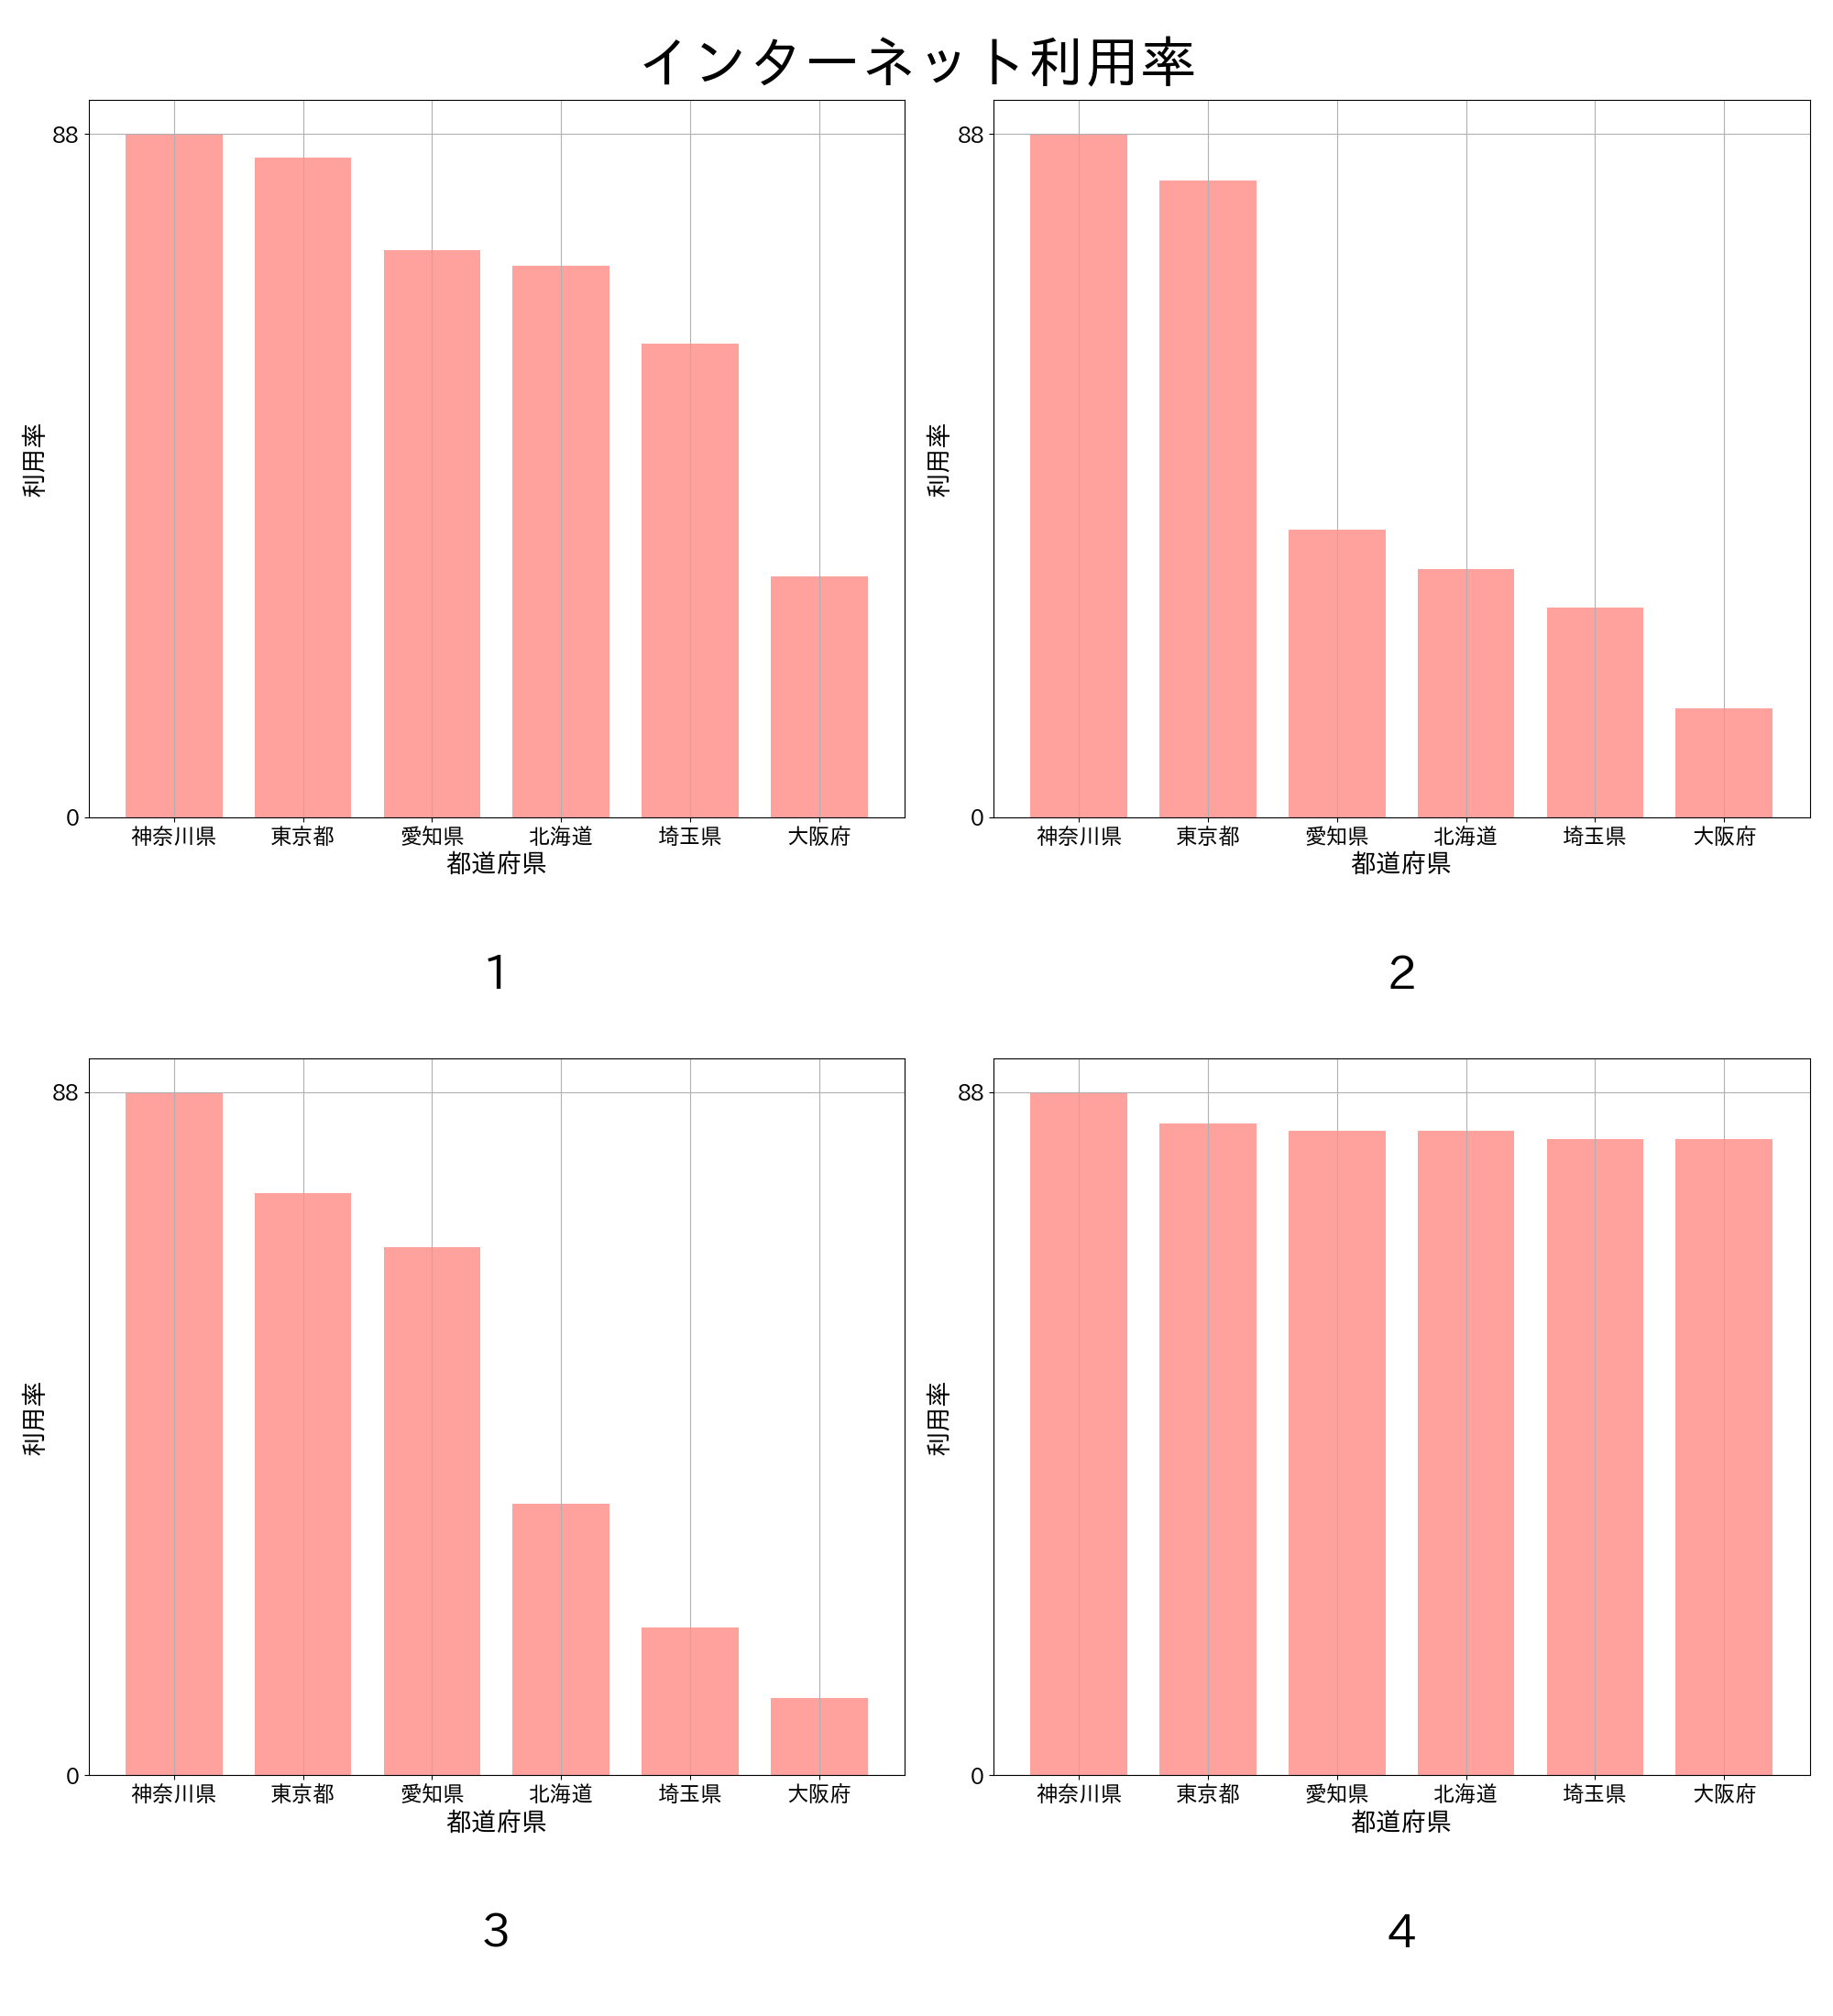 インターネット利用率
88
0
利用率
神奈川県 東京都 愛知県 北海道 埼玉県 大阪府
都道府県
1
88
0
利用率
神奈川県 東京都 愛知県 北海道 埼玉県 大阪府
都道府県
2
88
0
利用率
神奈川県 東京都 愛知県 北海道 埼玉県 大阪府
都道府県
3
88
0
利用率
神奈川県 東京都 愛知県 北海道 埼玉県 大阪府
都道府県
4